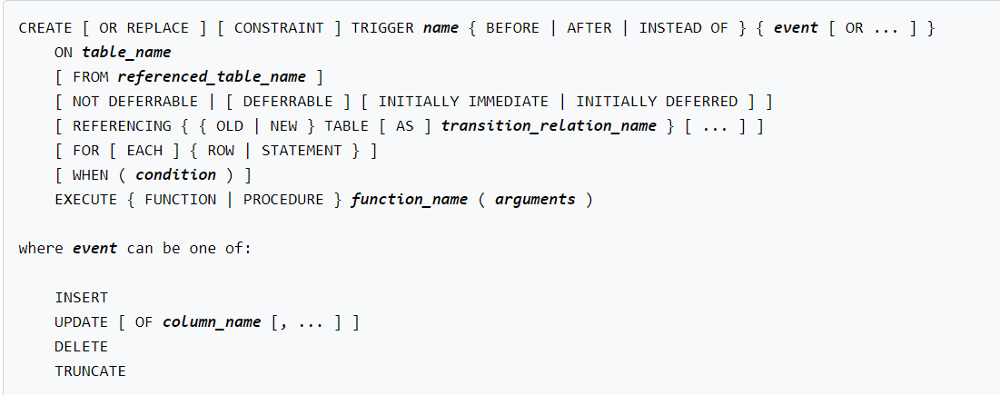 CREATE [ OR REPLACE ] [ CONSTRAINT ] TRIGGER name { BEFORE | AFTER | INSTEAD OF } { event [ OR ... ] }
    ON table_name
    [ FROM referenced_table_name ]
    [ NOT DEFERRABLE | [ DEFERRABLE ] [ INITIALLY IMMEDIATE | INITIALLY DEFERRED ] ]
    [ REFERENCING { { OLD | NEW } TABLE [ AS ] transition_relation_name } [ ... ] ]
    [ FOR [ EACH ] { ROW | STATEMENT } ]
    [ WHEN ( condition ) ]
    EXECUTE { FUNCTION | PROCEDURE } function_name ( arguments )

where event can be one of:

    INSERT
    UPDATE [ OF column_name [, ... ] ]
    DELETE
    TRUNCATE